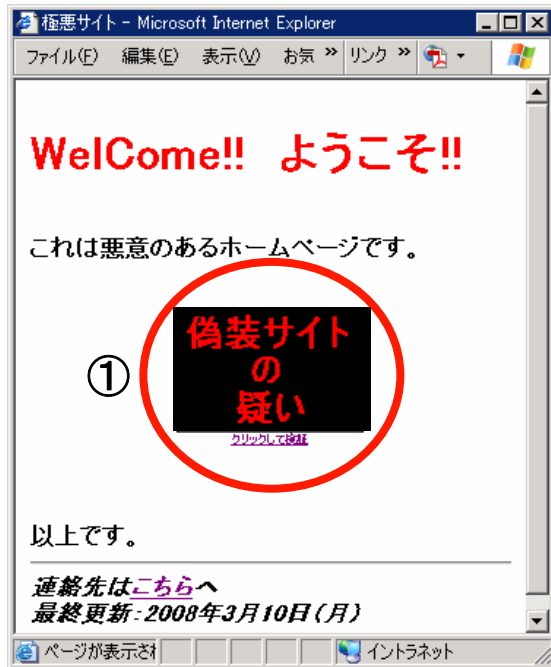 極悪サイト - Microsoft Internet Explorer
ファイル(F) 編集(E) 表示(V) お気 » リンク »
WelCome!! ようこそ!!
これは悪意のあるホームページです。
①
偽装サイト
の
疑い
クリックして検証
以上です。
連絡先はこちらへ
最終更新:2008年3月10日(月)
ページが表示され イントラネット